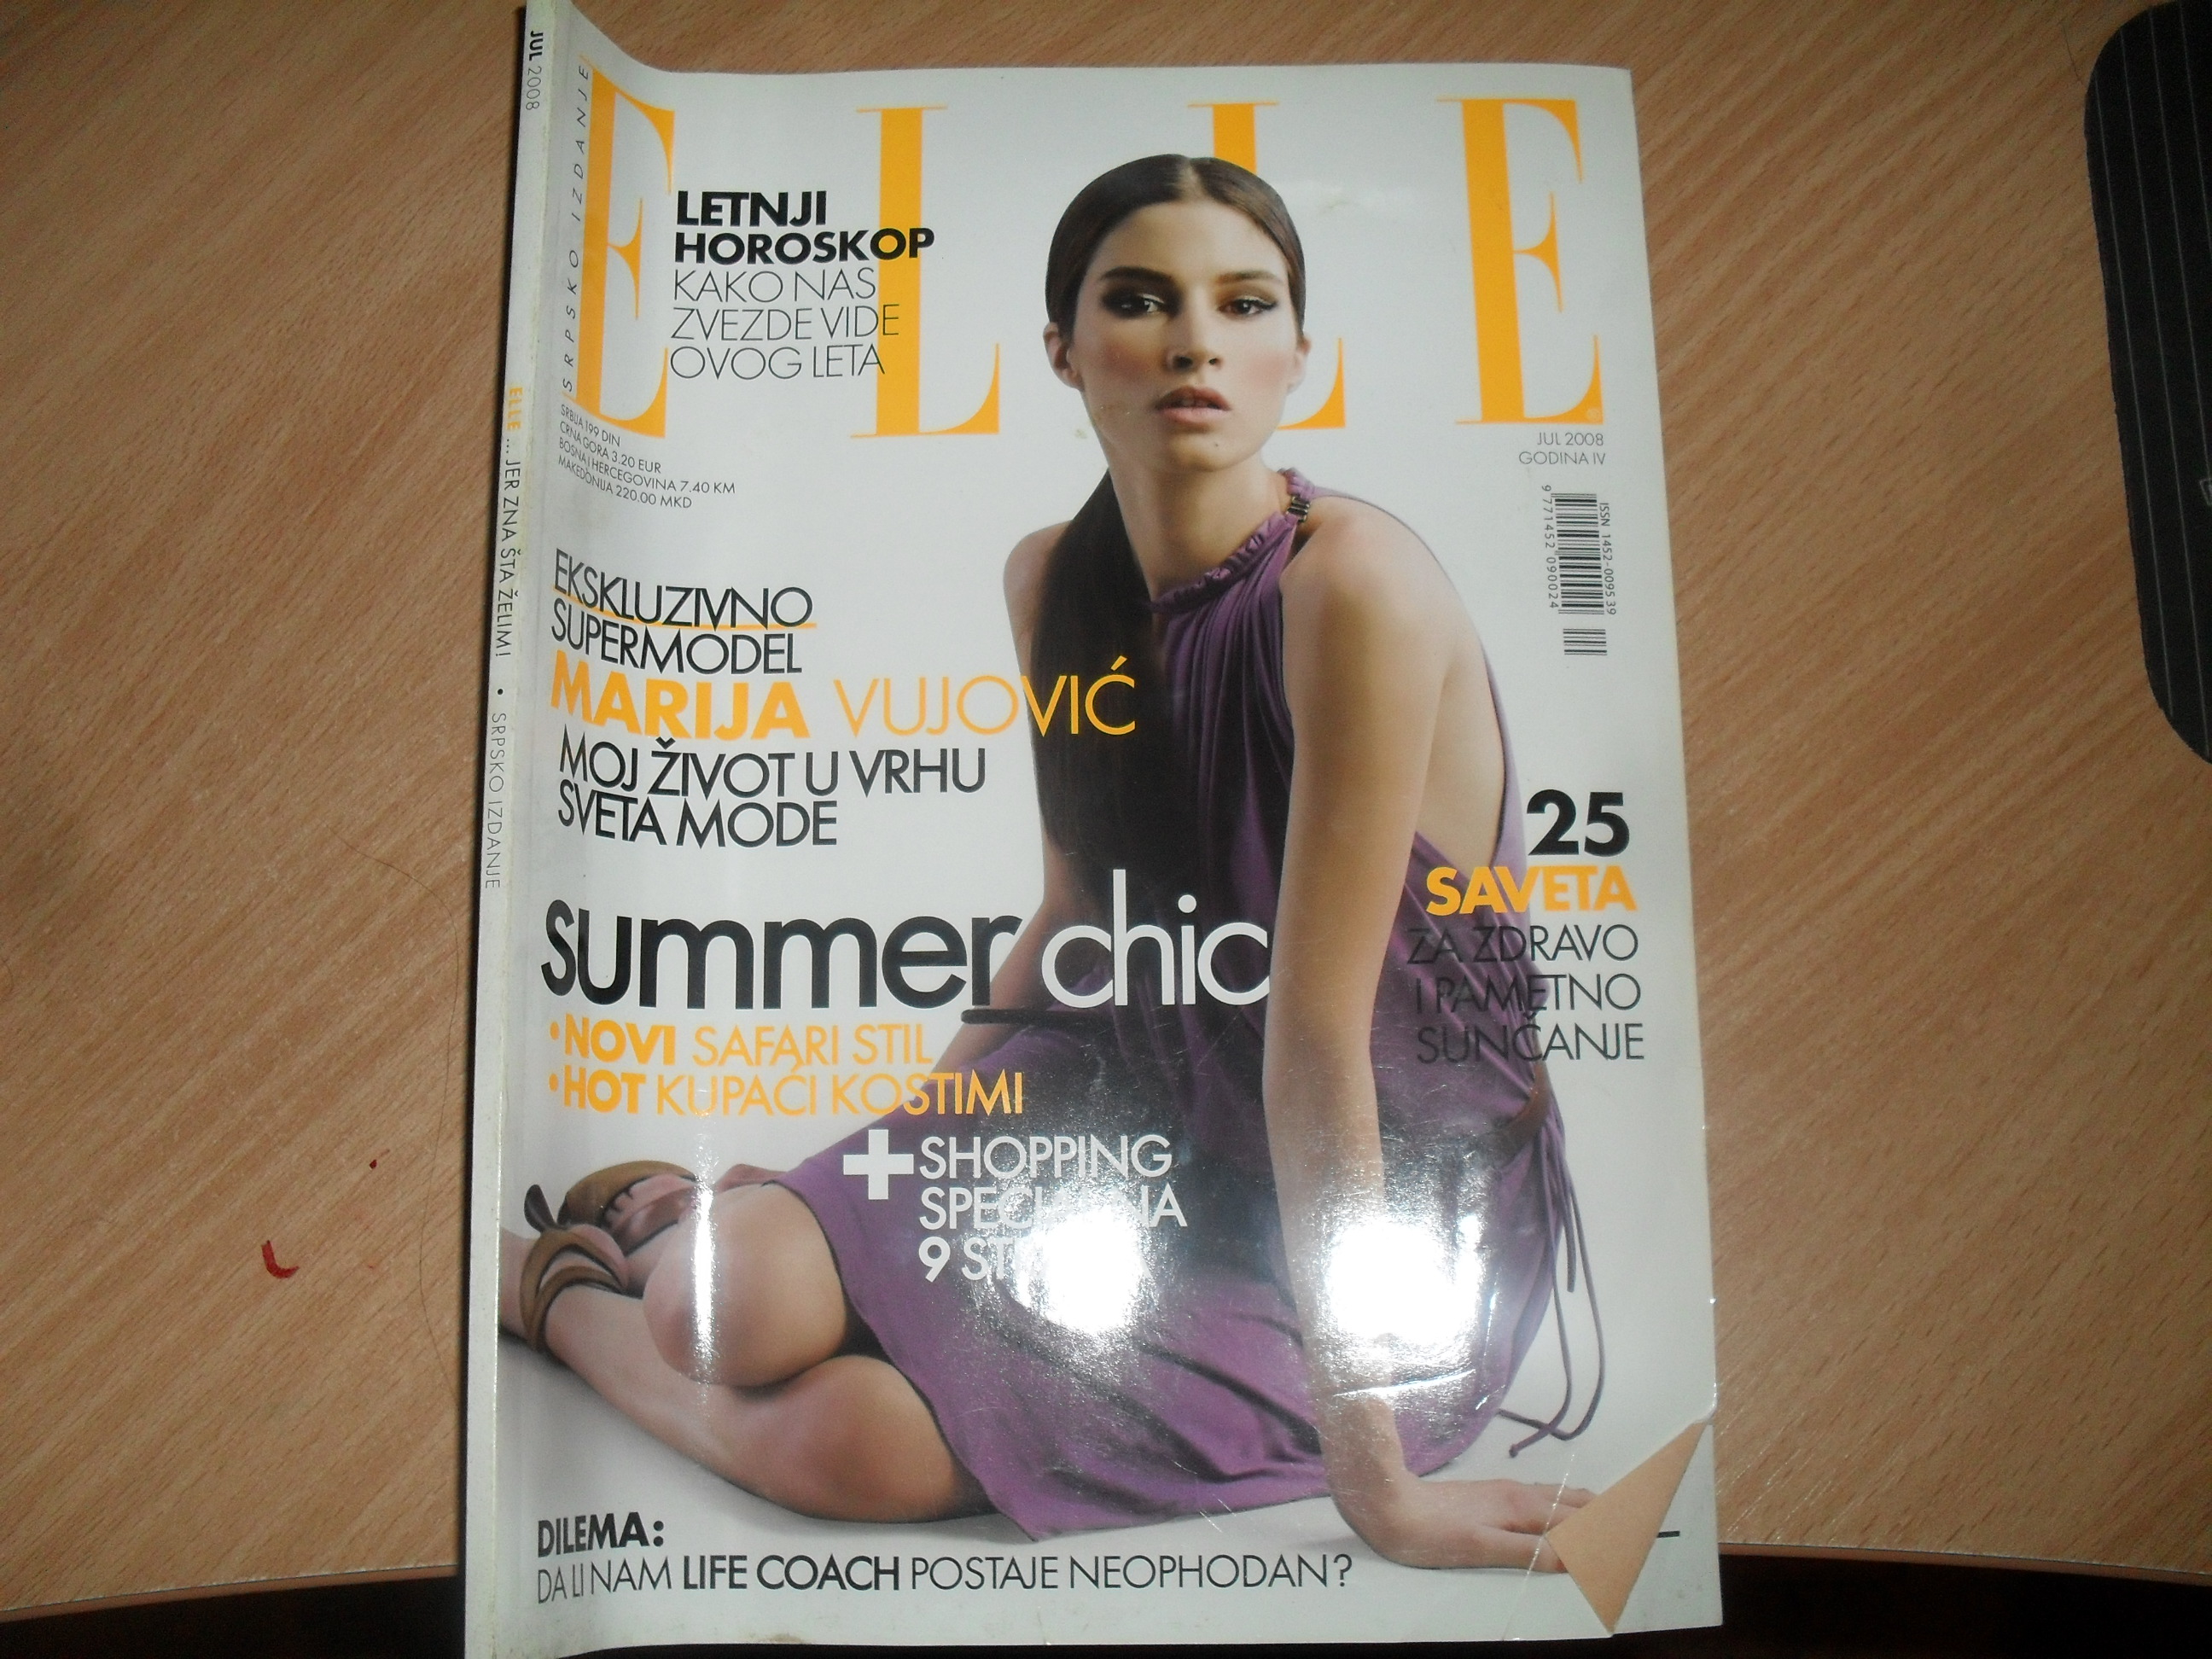 JUL 2008
ELLE ... JER ZNA ŠTA ŽELIM! • SRPSKO IZDANJE
SRPSKO IZDANJE
ELLE
LETNJI
HOROSKOP
KAKO NAS
ZVEZDE VIDE
OVOG LETA
SRBIJA 199 DIN
CRNA GORA 3.20 EUR
BOSNA I HERCEGOVINA 7.40 KM
MAKEDONIJA 220.00 MKD
JUL 2008
GODINA IV
ISSN 1452-0095 39
9 771452 090024
EKSKLUZIVNO
SUPERMODEL
MARIJA VUJOVIĆ
MOJ ŽIVOT U VRHU
SVETA MODE
25
SAVETA
ZA ZDRAVO
I PAMETNO
SUNČANJE
summer chic
•NOVI SAFARI STIL
•HOT KUPAĆI KOSTIMI
+SHOPPING
9
DILEMA:
DA LI NAM LIFE COACH POSTAJE NEOPHODAN?